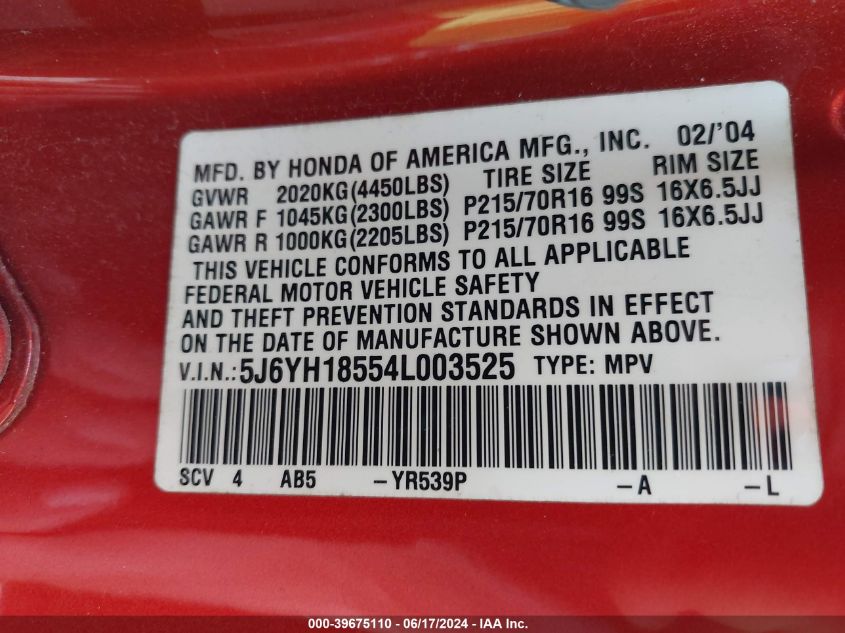 MFD. BY HONDA OF AMERICA MFG., INC. 02/'04
GVWR 2020KG(4450LBS) TIRE SIZE RIM SIZE
GAWR F 1045KG(2300LBS) P215/70R16 99S 16X6.5JJ
GAWR R 1000KG(2205LBS) P215/70R16 99S 16X6.5JJ
THIS VEHICLE CONFORMS TO ALL APPLICABLE
FEDERAL MOTOR VEHICLE SAFETY
AND THEFT PREVENTION STANDARDS IN EFFECT
ON THE DATE OF MANUFACTURE SHOWN ABOVE.
V.I.N.: 5J6YH18554L003525 TYPE: MPV
SCV 4 AB5 -YR539P -A -L
000-39675110 - 06/17/2024 - IAA Inc.